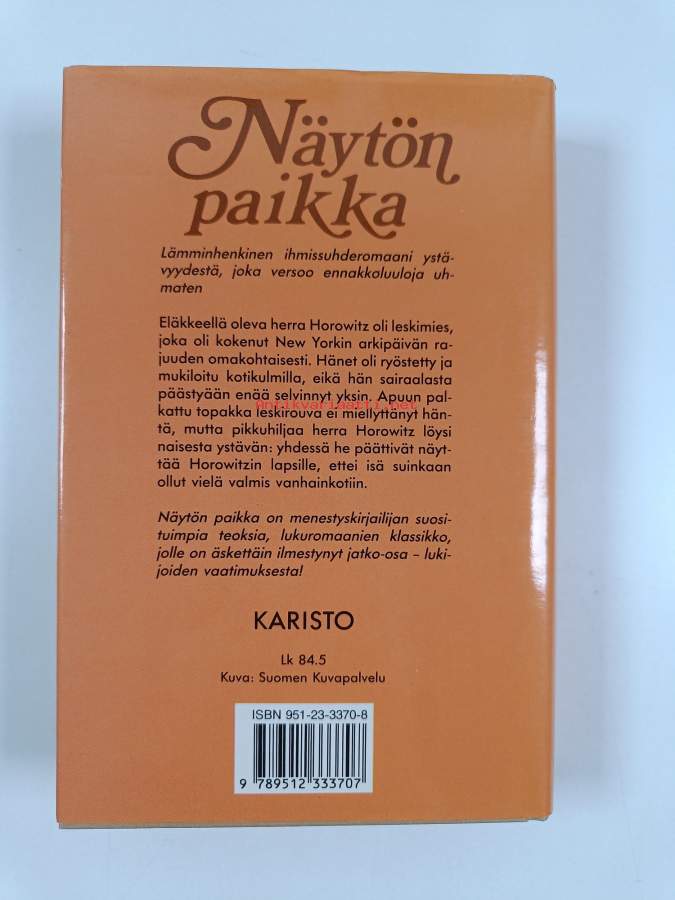 Näytön
paikka
Lämminhenkinen ihmissuhderomaani ystä-
vyydestä, joka versoo ennakkoluuloja uh-
maten
Eläkkeellä oleva herra Horowitz oli leskimies,
joka oli kokenut New Yorkin arkipäivän ra-
juuden omakohtaisesti. Hänet oli ryöstetty ja
mukiloitu kotikulmilla, eikä hän sairaalasta
päästyään enää selvinnyt yksin. Apuun pal-
antikvariaatti.net
kattu topakka leskirouva ei miellyttänyt hän-
tä, mutta pikkuhiljaa herra Horowitz löysi
naisesta ystävän: yhdessä he päättivät näyt-
tää Horowitzin lapsille, ettei isä suinkaan
ollut vielä valmis vanhainkotiin.
Näytön paikka on menestyskirjailijan suosi-
tuimpia teoksia, lukuromaanien klassikko,
jolle on äskettäin ilmestynyt jatko-osa – luki-
joiden vaatimuksesta!
KARISTO
Lk 84.5
Kuva: Suomen Kuvapalvelu
ISBN 951-23-3370-8
9 789512 333707